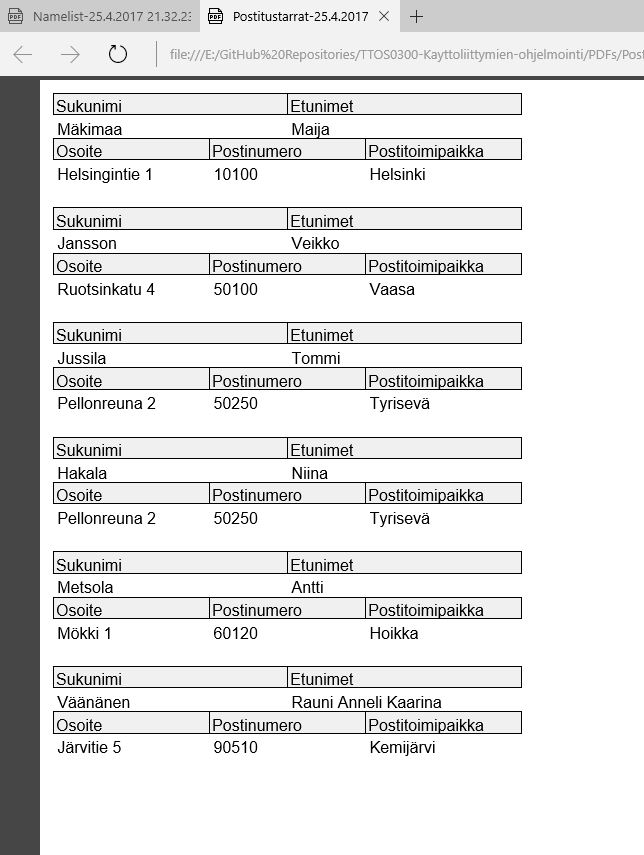 Namelist-25.4.2017 21.32.23
Postitustarrat-25.4.2017
file:///E:/GitHub%20Repositories/TTOS0300-Kayttoliittymien-ohjelmointi/PDFs/Post
Sukunimi Etunimet
Mäkimaa Maija
Osoite Postinumero Postitoimipaikka
Helsingintie 1 10100 Helsinki
Sukunimi Etunimet
Jansson Veikko
Osoite Postinumero Postitoimipaikka
Ruotsinkatu 4 50100 Vaasa
Sukunimi Etunimet
Jussila Tommi
Osoite Postinumero Postitoimipaikka
Pellonreuna 2 50250 Tyrisevä
Sukunimi Etunimet
Hakala Niina
Osoite Postinumero Postitoimipaikka
Pellonreuna 2 50250 Tyrisevä
Sukunimi Etunimet
Metsola Antti
Osoite Postinumero Postitoimipaikka
Mökki 1 60120 Hoikka
Sukunimi Etunimet
Väänänen Rauni Anneli Kaarina
Osoite Postinumero Postitoimipaikka
Järvitie 5 90510 Kemijärvi